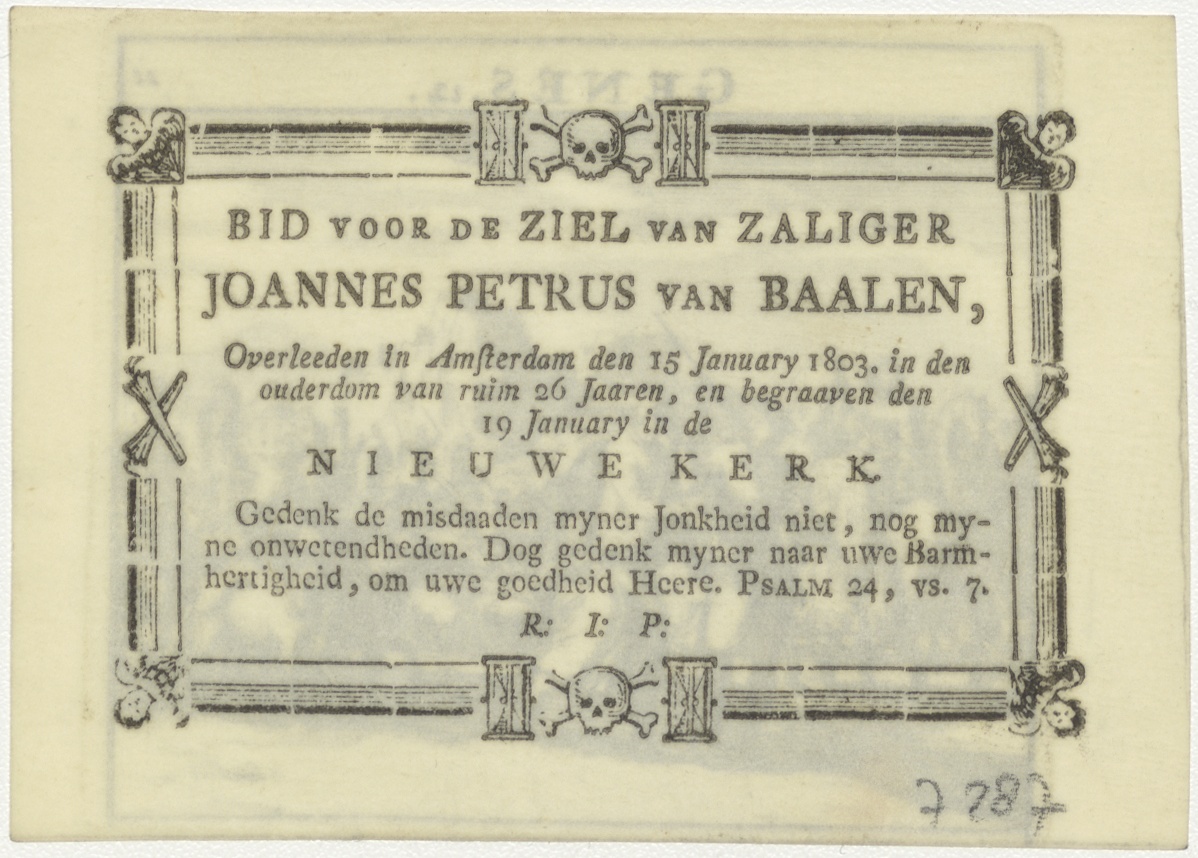 BID VOOR DE ZIEL VAN ZALIGER
JOANNES PETRUS VAN BAALEN,
Overleeden in Amſterdam den 15 January 1803. in den
ouderdom van ruim 26 Jaaren, en begraaven den
19 January in de
NIEUWE KERK.
Gedenk de misdaaden myner Jonkheid niet, nog my-
ne onwetendheden. Dog gedenk myner naar uwe Barm-
hertigheid, om uwe goedheid Heere. PSALM 24, vs. 7.
R: I: P:
7287